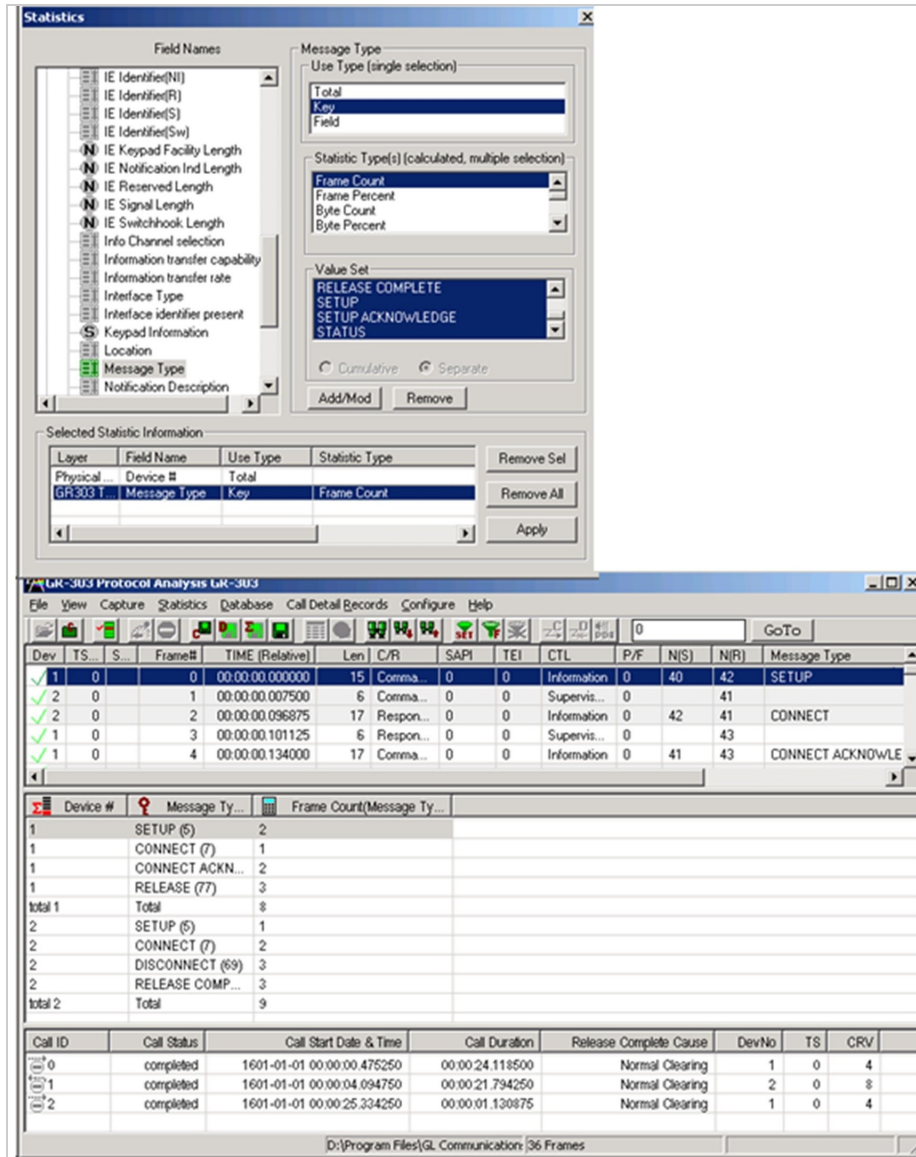 Statistics
Field Names
IE Identifier(NI)
IE Identifier(R)
IE Identifier(S)
IE Identifier(Sw)
N IE Keypad Facility Length
N IE Notification Ind Length
N IE Reserved Length
N IE Signal Length
N IE Switchhook Length
Info Channel selection
Information transfer capability
Information transfer rate
Interface Type
Interface identifier present
S Keypad Information
Location
Message Type
Notification Description
Message Type
Use Type (single selection)
Total
Key
Field
Statistic Type(s) (calculated, multiple selection)
Frame Count
Frame Percent
Byte Count
Byte Percent
Value Set
RELEASE COMPLETE
SETUP
SETUP ACKNOWLEDGE
STATUS
Cumulative Separate
Add/Mod Remove
Selected Statistic Information
Layer Field Name Use Type Statistic Type
Physical ... Device # Total
GR303 T... Message Type Key Frame Count
Remove Sel
Remove All
Apply
GR-303 Protocol Analysis GR-303
File View Capture Statistics Database Call Detail Records Configure Help
0 GoTo
Dev TS... S... Frame# TIME (Relative) Len C/R SAPI TEI CTL P/F N(S) N(R) Message Type
1 0 0 00:00:00.000000 15 Comma... 0 0 Information 0 40 42 SETUP
2 0 1 00:00:00.007500 6 Comma... 0 0 Supervis... 0 41
2 0 2 00:00:00.096875 17 Respon... 0 0 Information 0 42 41 CONNECT
1 0 3 00:00:00.101125 6 Respon... 0 0 Supervis... 0 43
1 0 4 00:00:00.134000 17 Comma... 0 0 Information 0 41 43 CONNECT ACKNOWLE
Device # Message Ty... Frame Count(Message Ty...
1 SETUP (5) 2
1 CONNECT (7) 1
1 CONNECT ACKN... 2
1 RELEASE (77) 3
total 1 Total 8
2 SETUP (5) 1
2 CONNECT (7) 2
2 DISCONNECT (69) 3
2 RELEASE COMP... 3
total 2 Total 9
Call ID Call Status Call Start Date & Time Call Duration Release Complete Cause DevNo TS CRV
0 completed 1601-01-01 00:00:00.475250 00:00:24.118500 Normal Clearing 1 0 4
1 completed 1601-01-01 00:00:04.094750 00:00:21.794250 Normal Clearing 2 0 8
2 completed 1601-01-01 00:00:25.334250 00:00:01.130875 Normal Clearing 1 0 4
D:\Program Files\GL Communication: 36 Frames